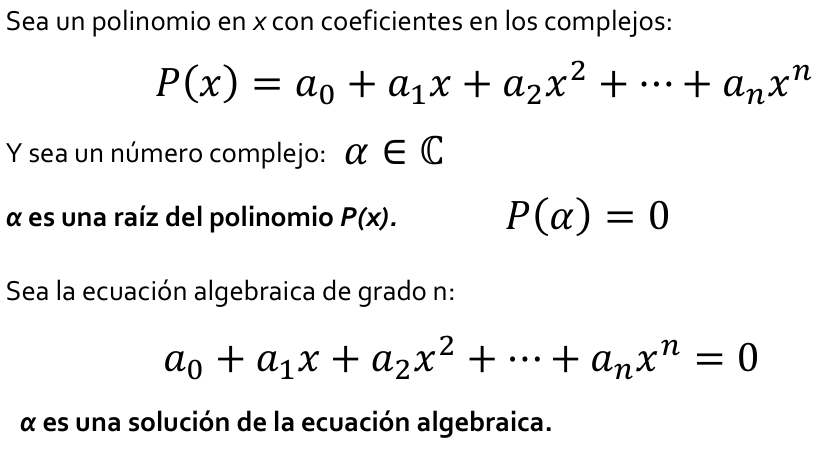 Sea un polinomio en x con coeficientes en los complejos:
P(x) = a₀ + a₁x + a₂x² + ⋯ + aₙxⁿ
Y sea un número complejo: α ∈ ℂ
α es una raíz del polinomio P(x). P(α) = 0
Sea la ecuación algebraica de grado n:
a₀ + a₁x + a₂x² + ⋯ + aₙxⁿ = 0
α es una solución de la ecuación algebraica.